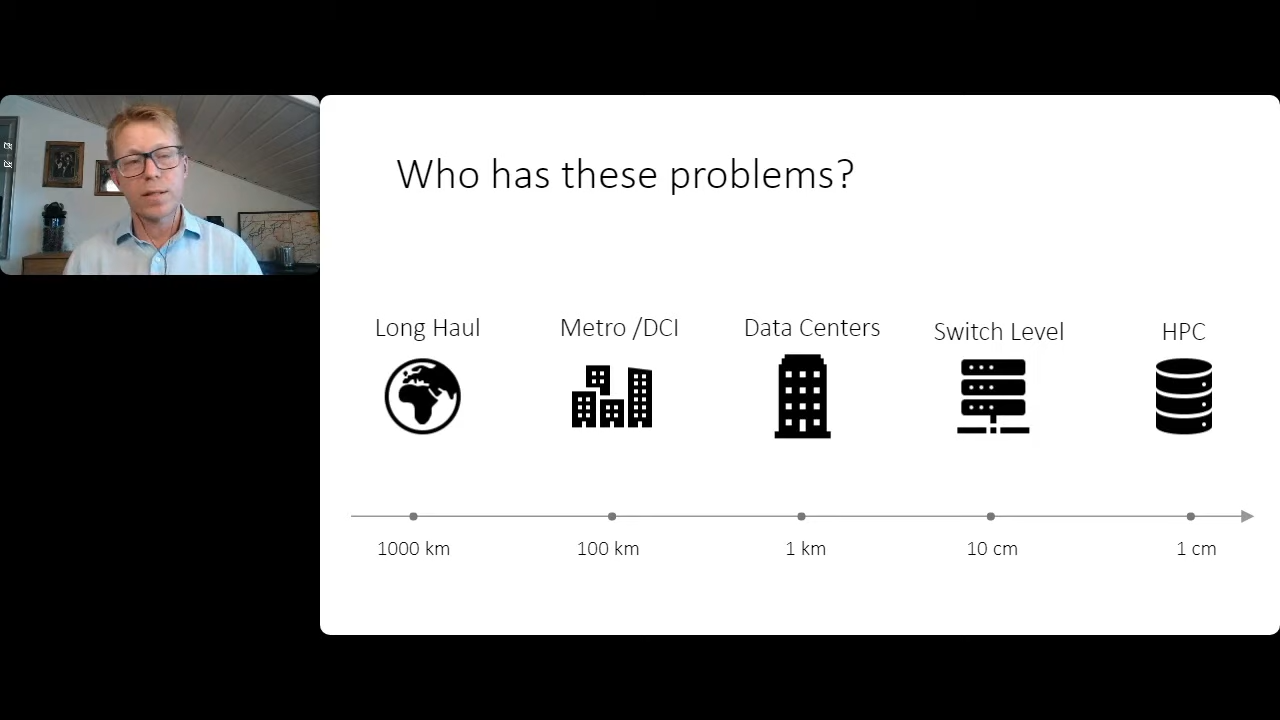 Who has these problems?
Long Haul
Metro /DCI
Data Centers
Switch Level
HPC
1000 km
100 km
1 km
10 cm
1 cm